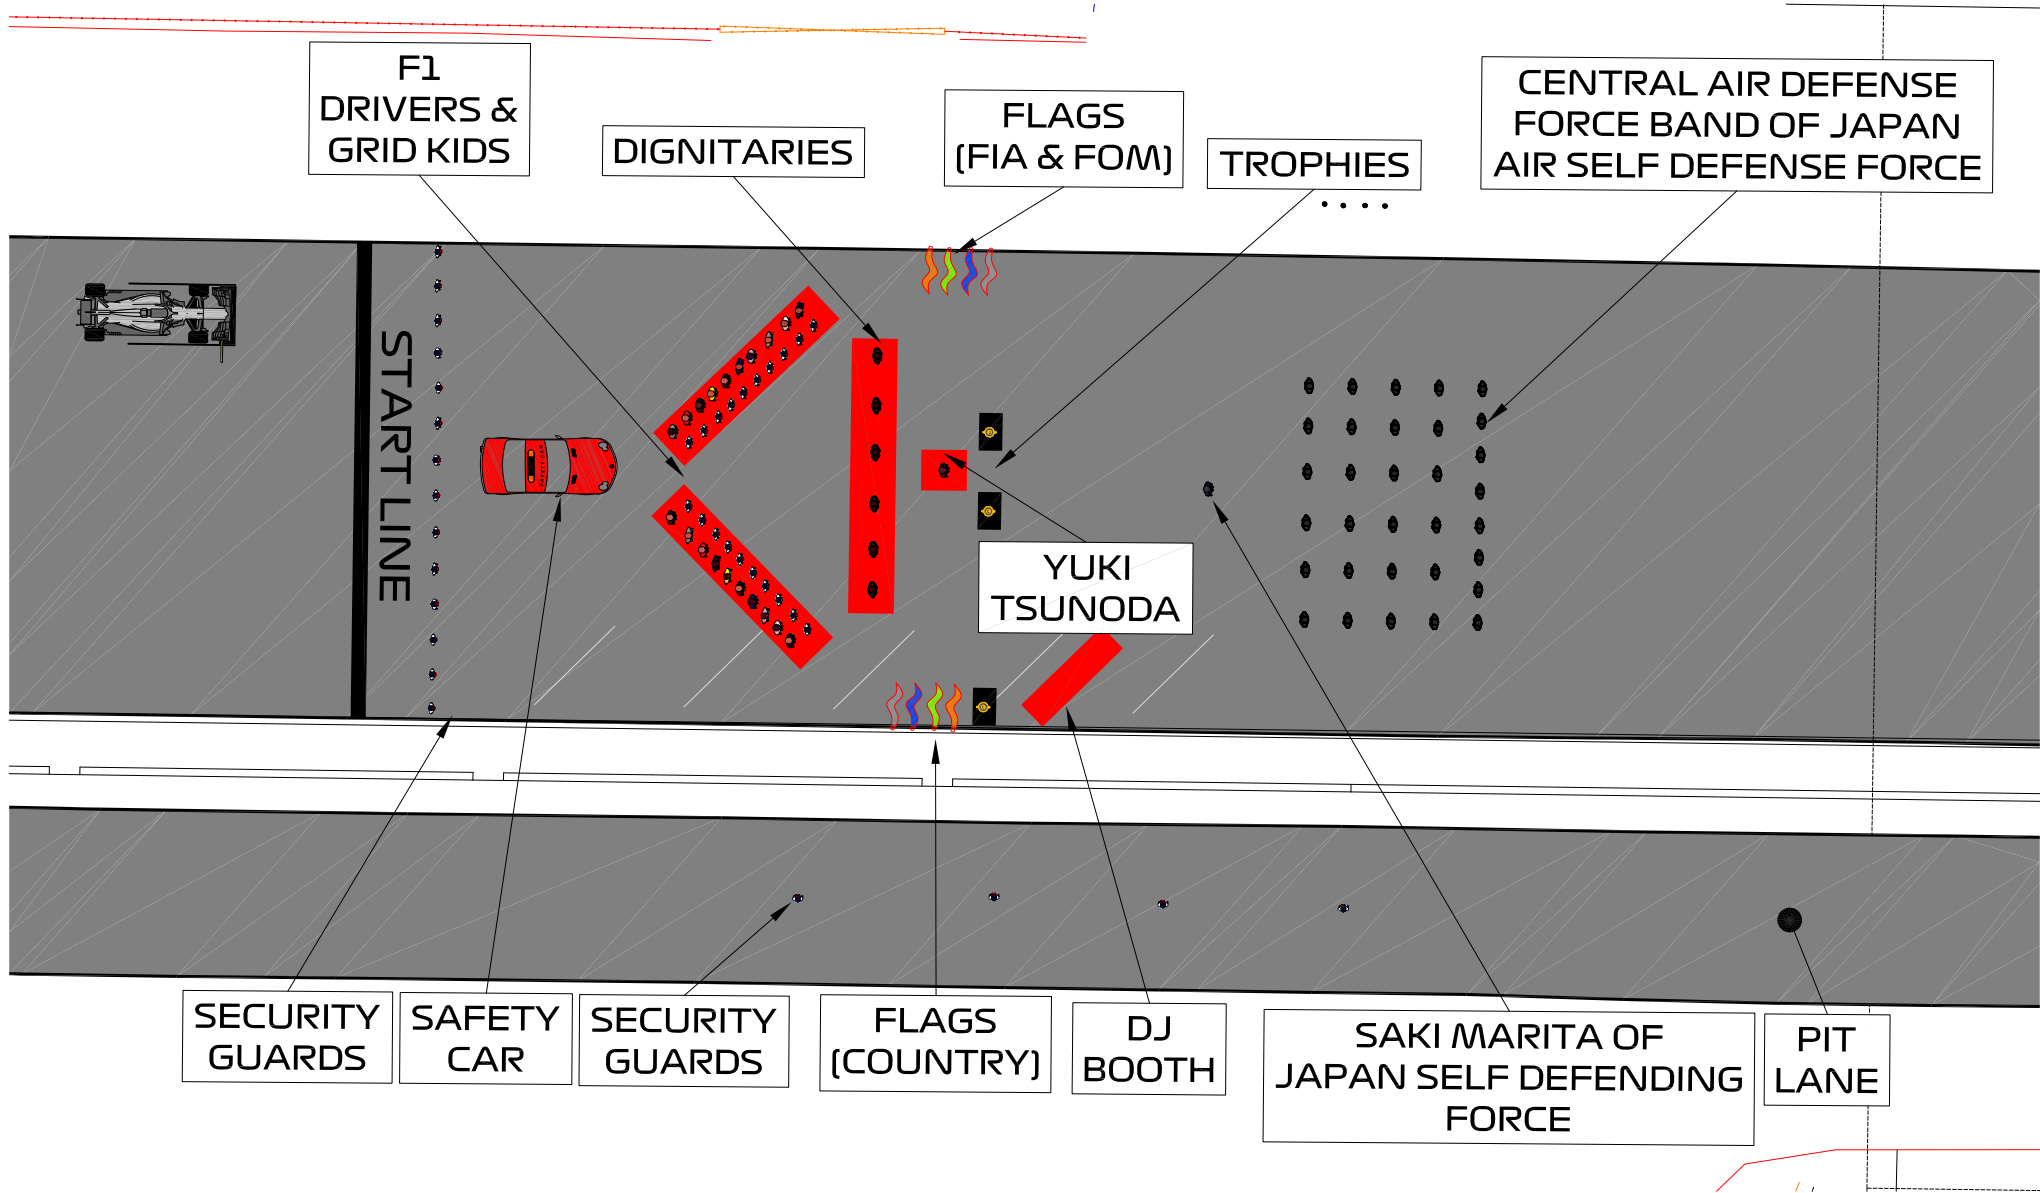 F1
DRIVERS &
GRID KIDS
DIGNITARIES
FLAGS
(FIA & FOM)
TROPHIES
CENTRAL AIR DEFENSE
FORCE BAND OF JAPAN
AIR SELF DEFENSE FORCE
START LINE
SAFETY CAR
YUKI
TSUNODA
SECURITY
GUARDS
SAFETY
CAR
SECURITY
GUARDS
FLAGS
(COUNTRY)
DJ
BOOTH
SAKI MARITA OF
JAPAN SELF DEFENDING
FORCE
PIT
LANE